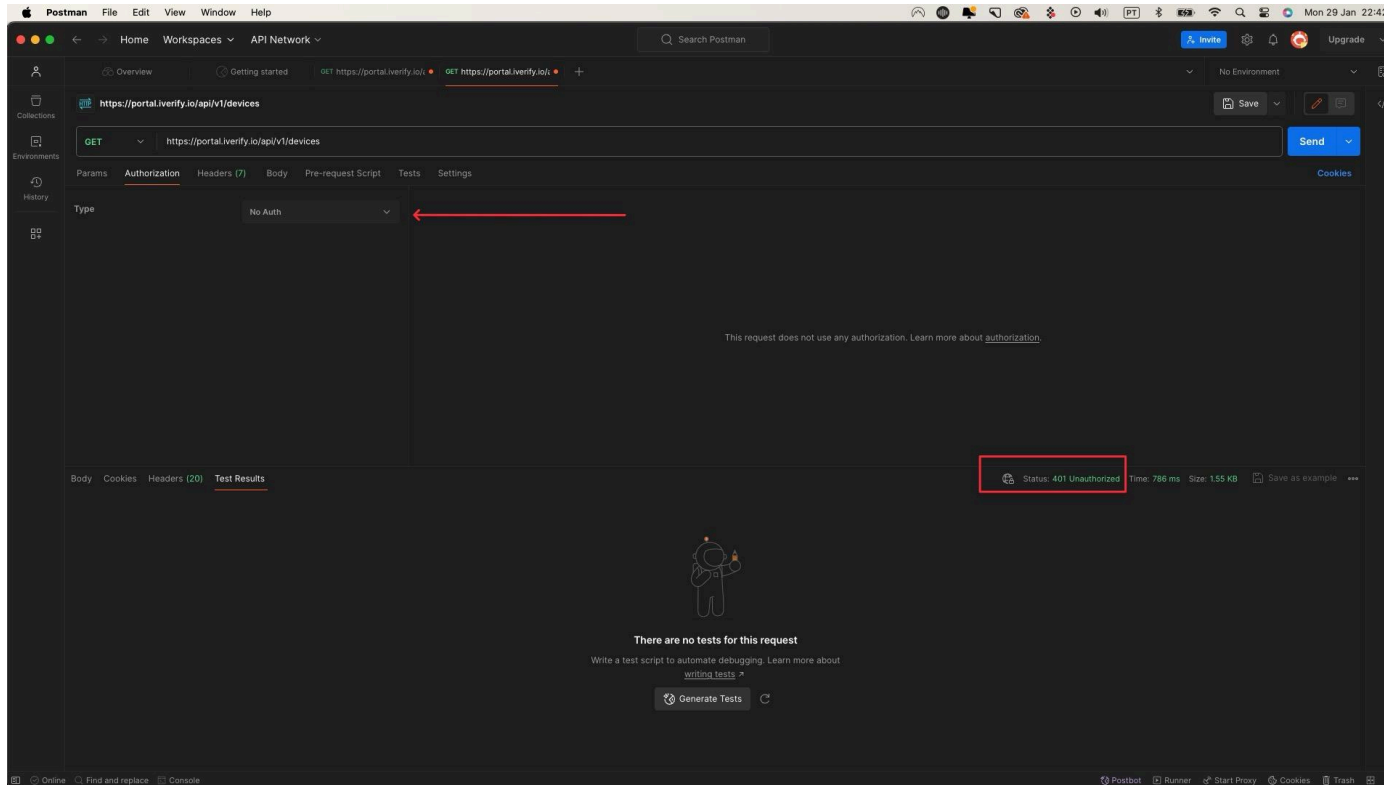 Postman File Edit View Window Help PT Mon 29 Jan 22:42
Home Workspaces API Network Search Postman Invite Upgrade
Overview Getting started GET https://portal.iverify.io/ GET https://portal.iverify.io/ No Environment
HTTP https://portal.iverify.io/api/v1/devices Save
Collections
GET https://portal.iverify.io/api/v1/devices Send
Environments
Params Authorization Headers (7) Body Pre-request Script Tests Settings Cookies
History
Type No Auth
This request does not use any authorization. Learn more about authorization.
Body Cookies Headers (20) Test Results Status: 401 Unauthorized Time: 786 ms Size: 1.55 KB Save as example
There are no tests for this request
Write a test script to automate debugging. Learn more about
writing tests
Generate Tests
Online Find and replace Console Postbot Runner Start Proxy Cookies Trash